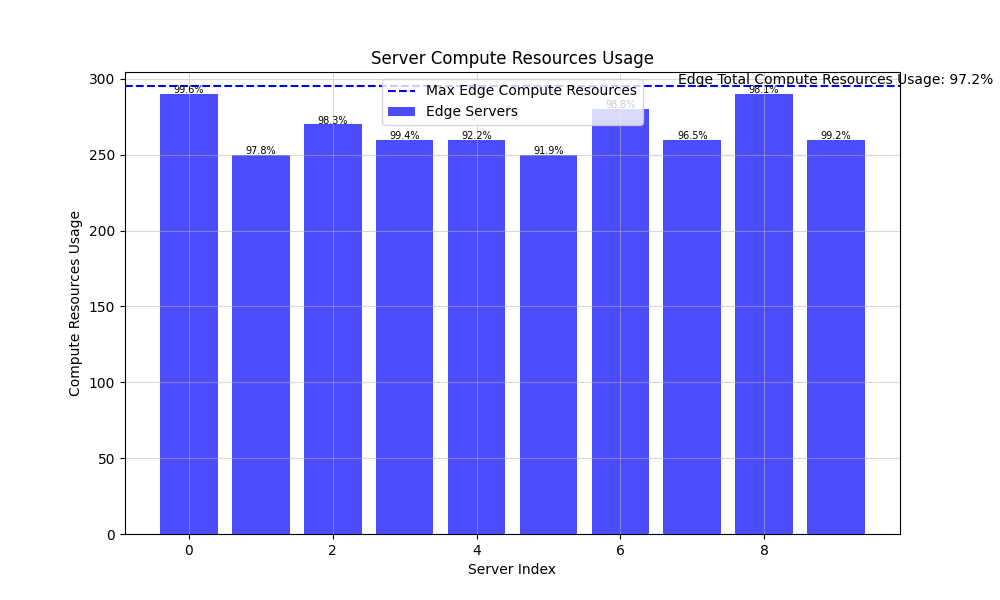 Server Compute Resources Usage
Edge Total Compute Resources Usage: 97.2%
Max Edge Compute Resources
Edge Servers
99.6%
97.8%
98.3%
99.4%
92.2%
91.9%
98.8%
96.5%
98.1%
99.2%
300
250
200
150
100
50
0
Compute Resources Usage
0 2 4 6 8
Server Index